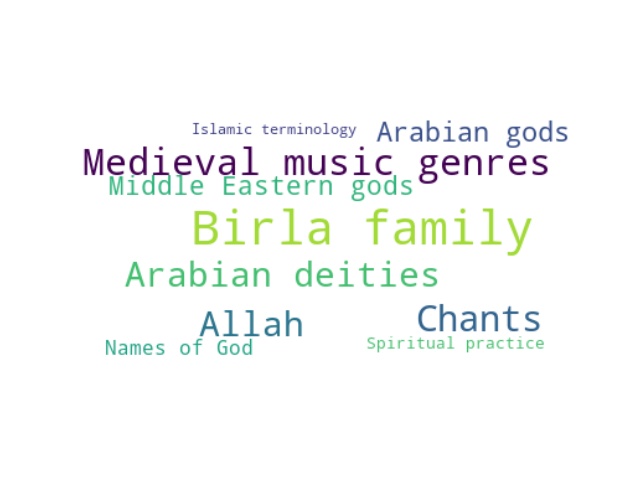 Islamic terminology
Arabian gods
Medieval music genres
Middle Eastern gods
Birla family
Arabian deities
Allah
Chants
Names of God
Spiritual practice